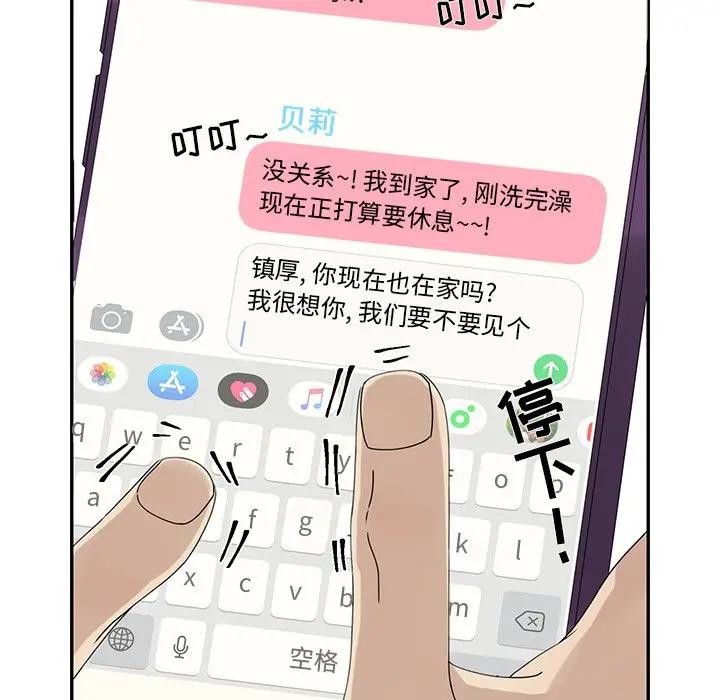 叮叮~
叮叮~
贝莉
没关系~! 我到家了, 刚洗完澡
现在正打算要休息~~!
镇厚, 你现在也在家吗?
我很想你, 我们要不要见个
停下!
q w e r t y o p
a f g k l
x c v b m
空格